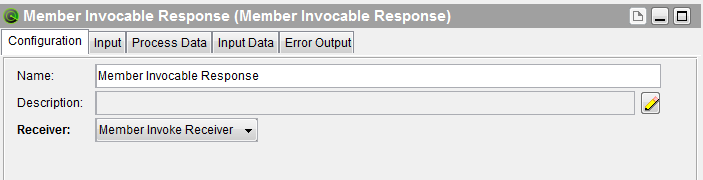 Member Invocable Response (Member Invocable Response)
Configuration Input Process Data Input Data Error Output
Name: Member Invocable Response
Description:
Receiver: Member Invoke Receiver